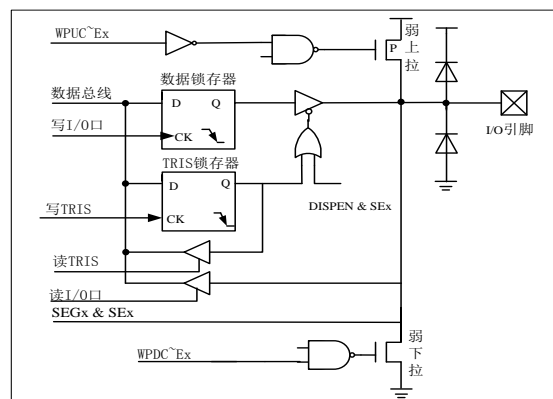 WPUC~Ex
P
弱上拉
数据总线
数据锁存器
D
Q
写I/O口
CK
I/O引脚
TRIS锁存器
D
Q
DISPEN & SEx
写TRIS
CK
读TRIS
读I/O口
SEGx & SEx
WPDC~Ex
弱下拉